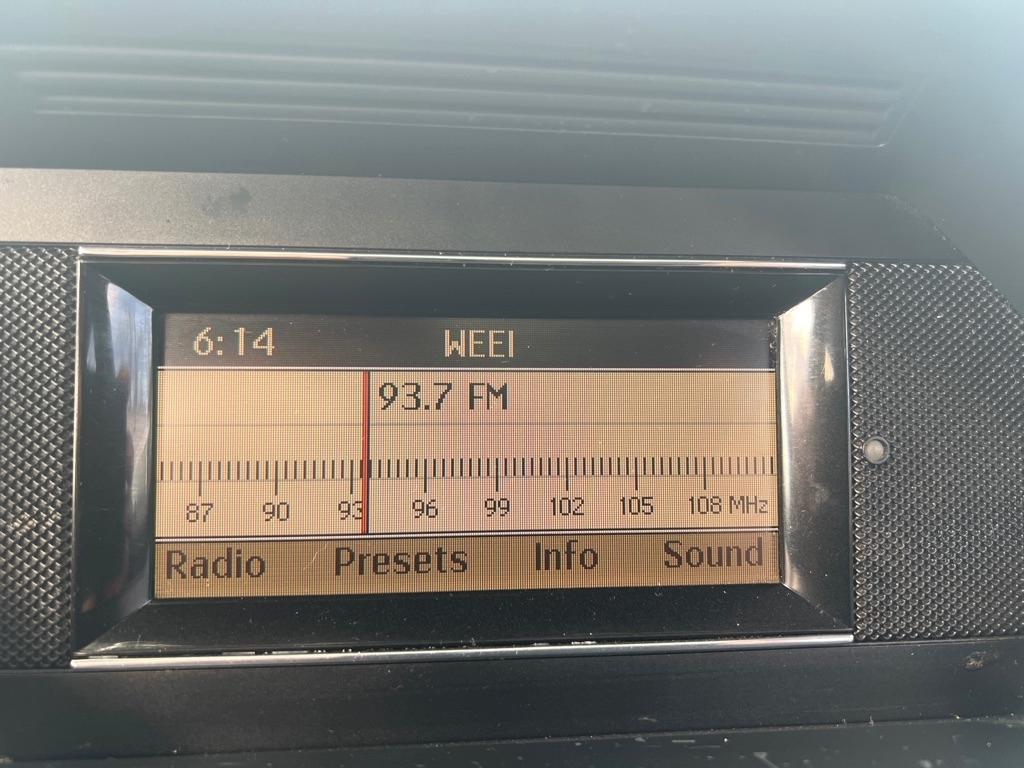 6:14 WEEI
93.7 FM
87 90 93 96 99 102 105 108 MHz
Radio Presets Info Sound